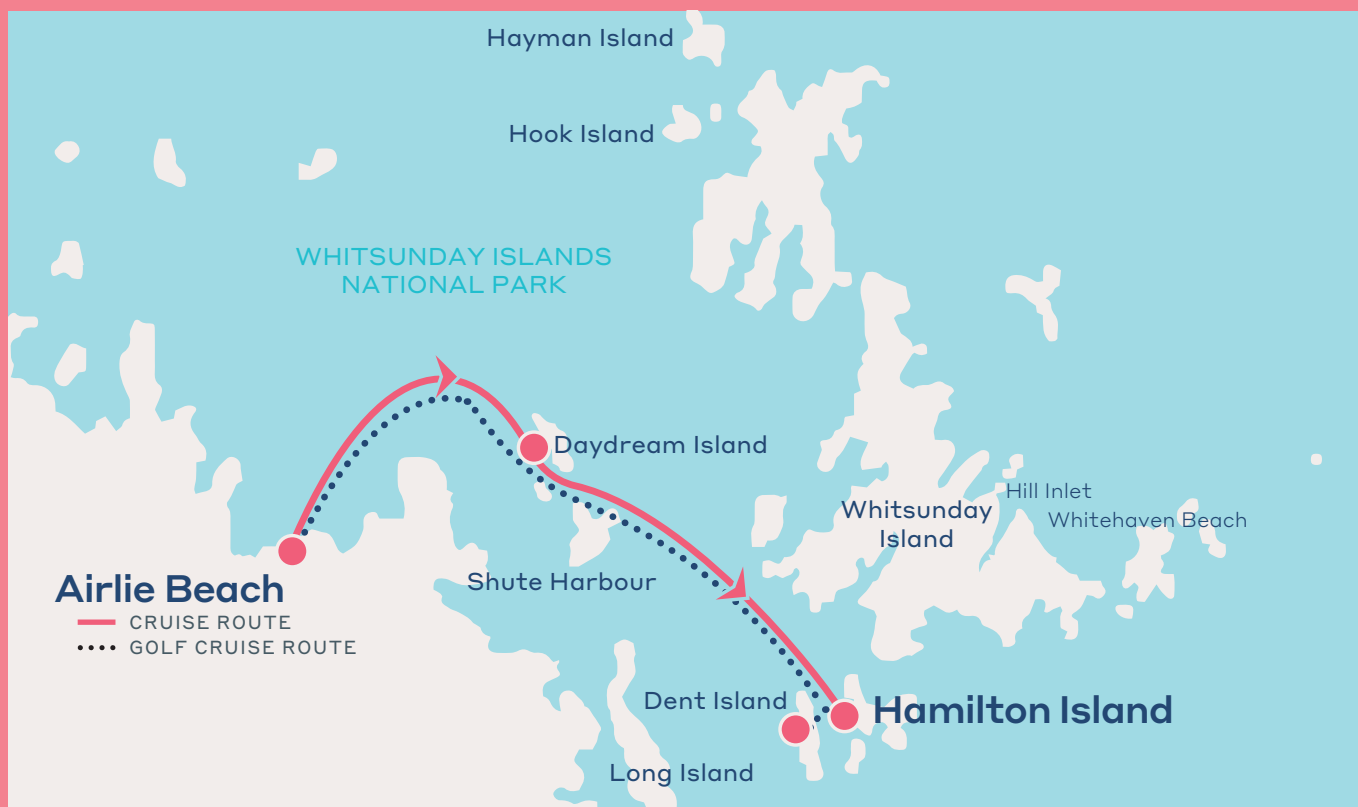 Hayman Island
Hook Island
WHITSUNDAY ISLANDS
NATIONAL PARK
Daydream Island
Hill Inlet
Whitsunday
Island
Whitehaven Beach
Shute Harbour
Airlie Beach
CRUISE ROUTE
GOLF CRUISE ROUTE
Dent Island
Hamilton Island
Long Island